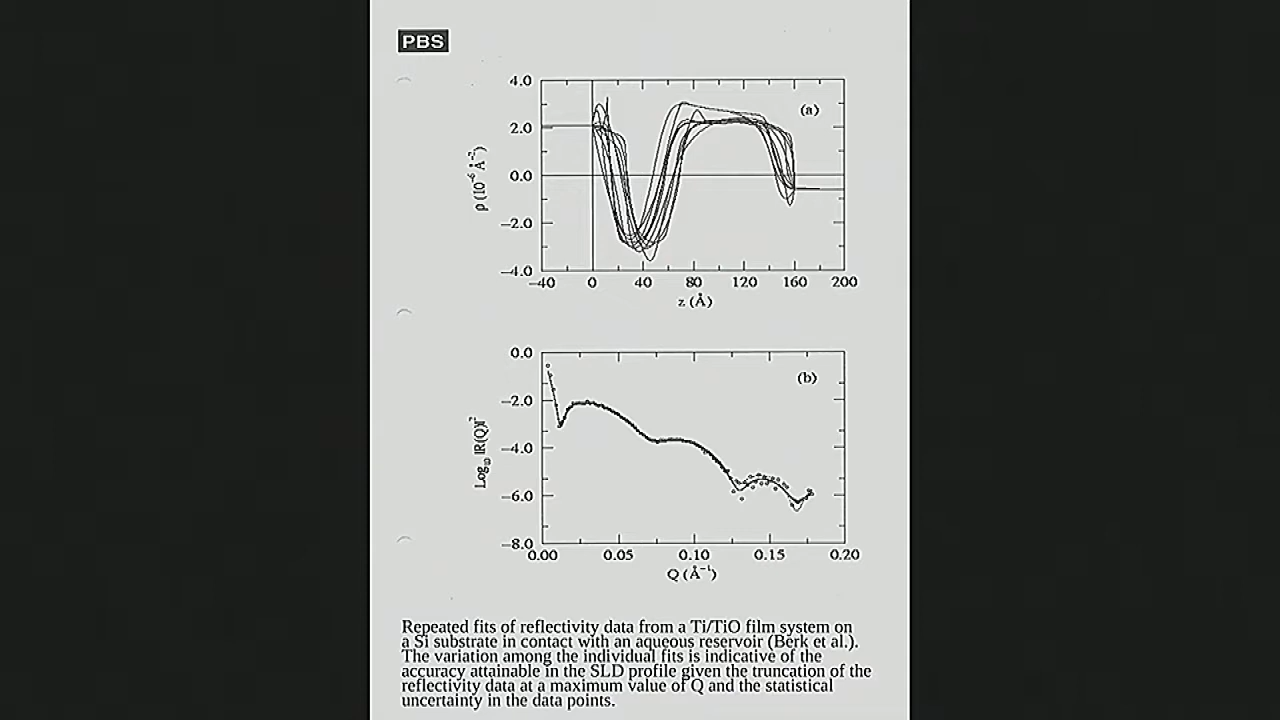 PBS
4.0
(a)
2.0
0.0
ρ (10⁻⁶ Å⁻²)
−2.0
−4.0
−40 0 40 80 120 160 200
z (Å)
0.0
(b)
−2.0
Log₁₀ |R(Q)|²
−4.0
−6.0
−8.0
0.00 0.05 0.10 0.15 0.20
Q (Å⁻¹)
Repeated fits of reflectivity data from a Ti/TiO film system on
a Si substrate in contact with an aqueous reservoir (Berk et al.).
The variation among the individual fits is indicative of the
accuracy attainable in the SLD profile given the truncation of the
reflectivity data at a maximum value of Q and the statistical
uncertainty in the data points.